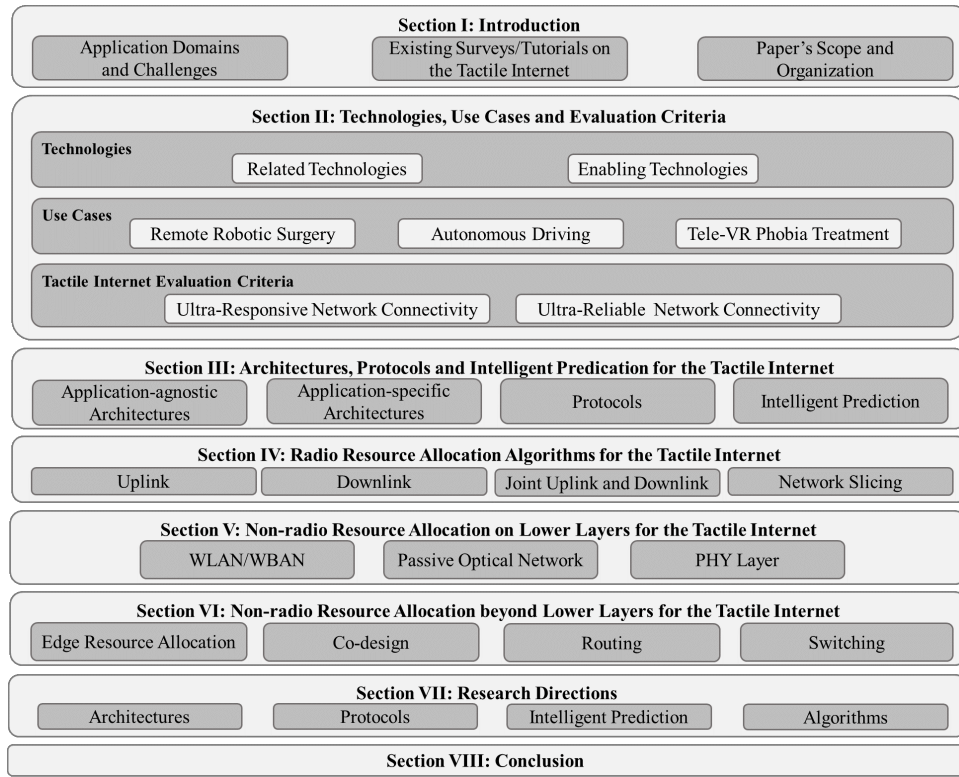 Section I: Introduction
Application Domains
and Challenges
Existing Surveys/Tutorials on
the Tactile Internet
Paper's Scope and
Organization
Section II: Technologies, Use Cases and Evaluation Criteria
Technologies
Related Technologies
Enabling Technologies
Use Cases
Remote Robotic Surgery
Autonomous Driving
Tele-VR Phobia Treatment
Tactile Internet Evaluation Criteria
Ultra-Responsive Network Connectivity
Ultra-Reliable Network Connectivity
Section III: Architectures, Protocols and Intelligent Predication for the Tactile Internet
Application-agnostic
Architectures
Application-specific
Architectures
Protocols
Intelligent Prediction
Section IV: Radio Resource Allocation Algorithms for the Tactile Internet
Uplink
Downlink
Joint Uplink and Downlink
Network Slicing
Section V: Non-radio Resource Allocation on Lower Layers for the Tactile Internet
WLAN/WBAN
Passive Optical Network
PHY Layer
Section VI: Non-radio Resource Allocation beyond Lower Layers for the Tactile Internet
Edge Resource Allocation
Co-design
Routing
Switching
Section VII: Research Directions
Architectures
Protocols
Intelligent Prediction
Algorithms
Section VIII: Conclusion